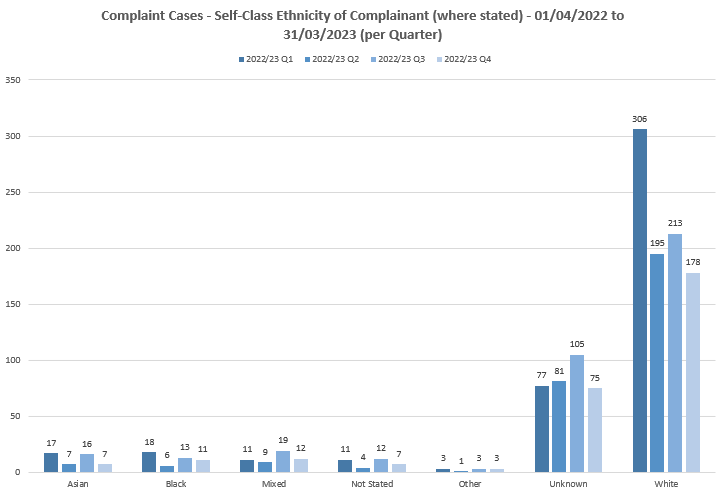 Complaint Cases - Self-Class Ethnicity of Complainant (where stated) - 01/04/2022 to
31/03/2023 (per Quarter)
2022/23 Q1 2022/23 Q2 2022/23 Q3 2022/23 Q4
350
300
250
200
150
100
50
0
17 7 16 7
18 6 13 11
11 9 19 12
11 4 12 7
3 1 3 3
77 81 105 75
306 195 213 178
Asian Black Mixed Not Stated Other Unknown White